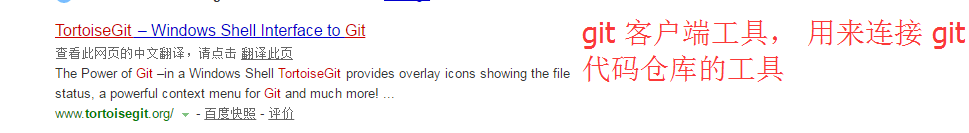 TortoiseGit – Windows Shell Interface to Git
查看此网页的中文翻译，请点击 翻译此页
The Power of Git –in a Windows Shell TortoiseGit provides overlay icons showing the file
status, a powerful context menu for Git and much more! ...
www.tortoisegit.org/ - 百度快照 - 评价
git 客户端工具， 用来连接 git
代码仓库的工具